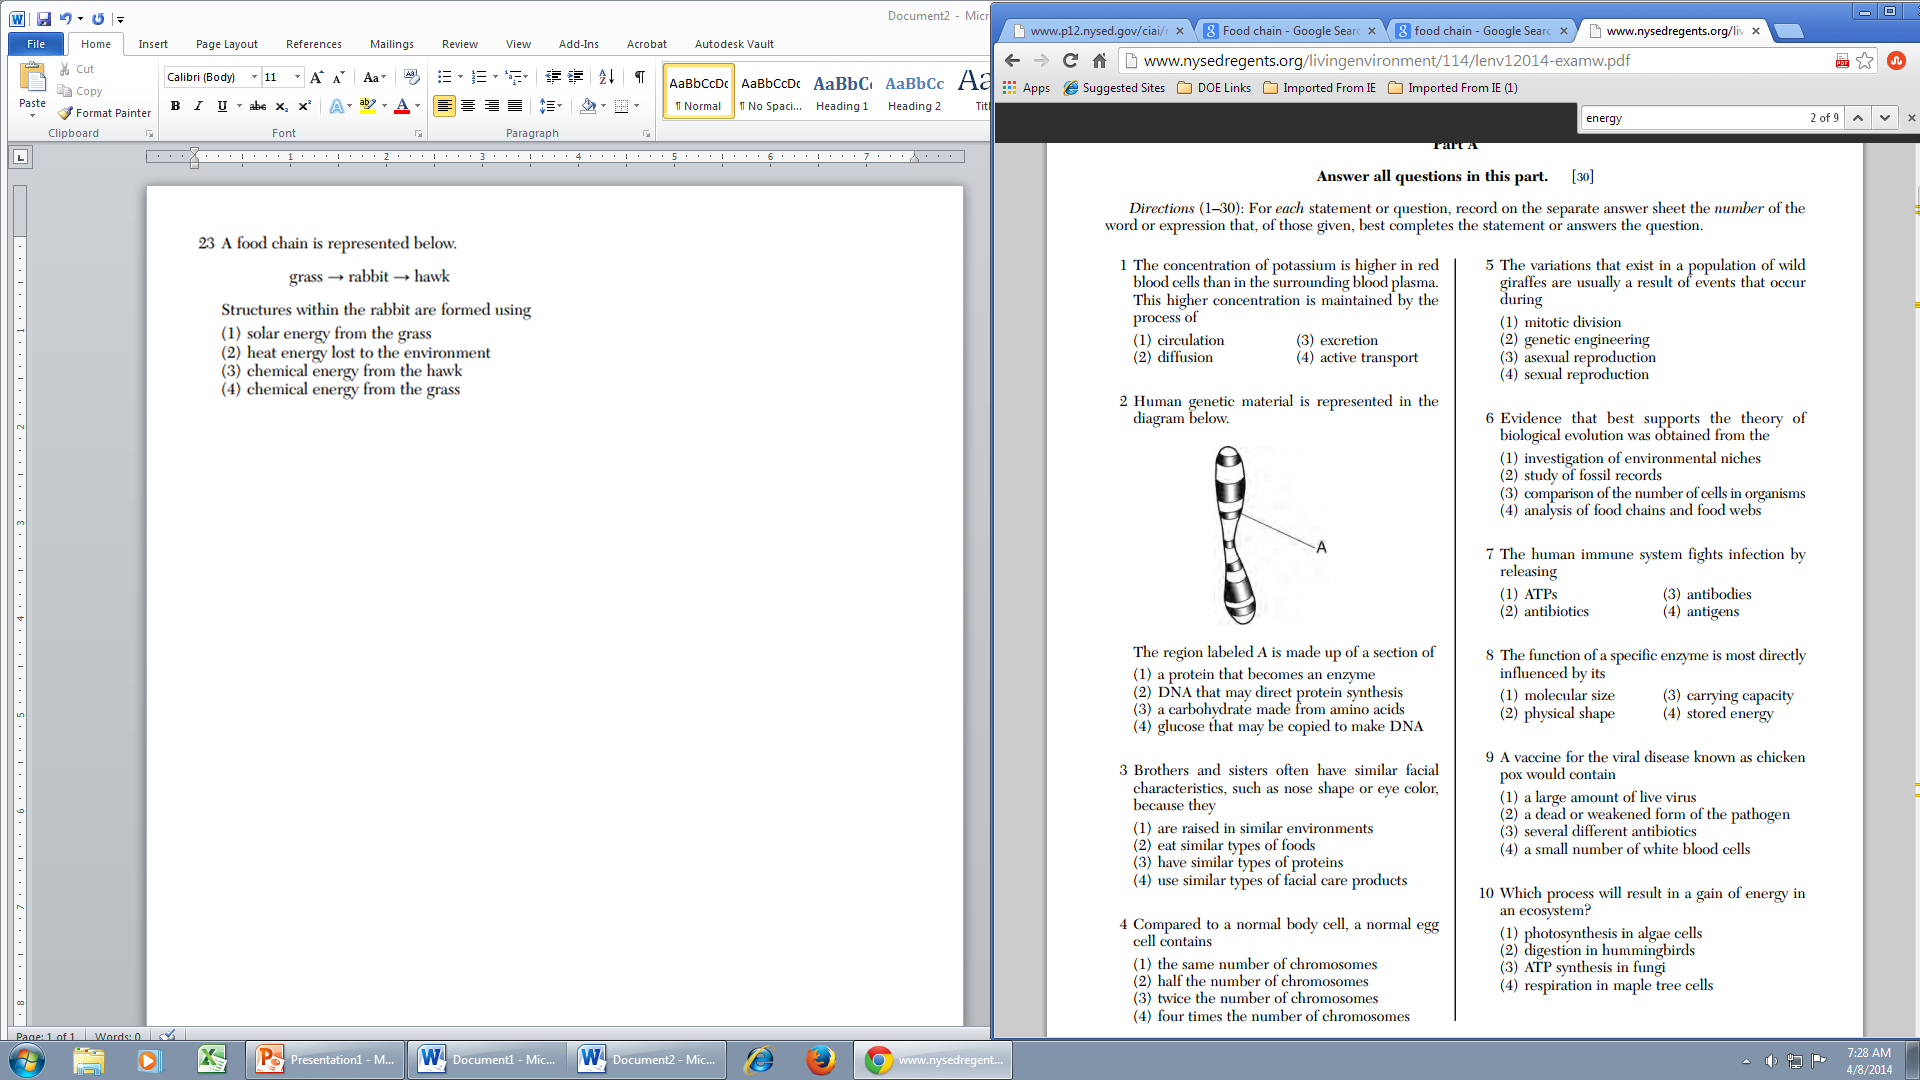 Document2 - Micr
File Home Insert Page Layout References Mailings Review View Add-Ins Acrobat Autodesk Vault
Paste
Cut
Copy
Format Painter
Clipboard
Calibri (Body) 11
Font
Paragraph
AaBbCcDc
¶ Normal
AaBbCcDc
¶ No Spaci...
AaBbC
Heading 1
AaBbCc
Heading 2
Aa
Titl
1 2 3 4 5 6 7
23 A food chain is represented below.
grass → rabbit → hawk
Structures within the rabbit are formed using
(1) solar energy from the grass
(2) heat energy lost to the environment
(3) chemical energy from the hawk
(4) chemical energy from the grass
Page: 1 of 1 Words: 0
www.p12.nysed.gov/ciai/
Food chain - Google Searc
food chain - Google Searc
www.nysedregents.org/liv
www.nysedregents.org/livingenvironment/114/lenv12014-examw.pdf
Apps Suggested Sites DOE Links Imported From IE Imported From IE (1)
energy 2 of 9
Part A
Answer all questions in this part. [30]
Directions (1–30): For each statement or question, record on the separate answer sheet the number of the
word or expression that, of those given, best completes the statement or answers the question.
1 The concentration of potassium is higher in red
blood cells than in the surrounding blood plasma.
This higher concentration is maintained by the
process of
(1) circulation (3) excretion
(2) diffusion (4) active transport
2 Human genetic material is represented in the
diagram below.
A
The region labeled A is made up of a section of
(1) a protein that becomes an enzyme
(2) DNA that may direct protein synthesis
(3) a carbohydrate made from amino acids
(4) glucose that may be copied to make DNA
3 Brothers and sisters often have similar facial
characteristics, such as nose shape or eye color,
because they
(1) are raised in similar environments
(2) eat similar types of foods
(3) have similar types of proteins
(4) use similar types of facial care products
4 Compared to a normal body cell, a normal egg
cell contains
(1) the same number of chromosomes
(2) half the number of chromosomes
(3) twice the number of chromosomes
(4) four times the number of chromosomes
5 The variations that exist in a population of wild
giraffes are usually a result of events that occur
during
(1) mitotic division
(2) genetic engineering
(3) asexual reproduction
(4) sexual reproduction
6 Evidence that best supports the theory of
biological evolution was obtained from the
(1) investigation of environmental niches
(2) study of fossil records
(3) comparison of the number of cells in organisms
(4) analysis of food chains and food webs
7 The human immune system fights infection by
releasing
(1) ATPs (3) antibodies
(2) antibiotics (4) antigens
8 The function of a specific enzyme is most directly
influenced by its
(1) molecular size (3) carrying capacity
(2) physical shape (4) stored energy
9 A vaccine for the viral disease known as chicken
pox would contain
(1) a large amount of live virus
(2) a dead or weakened form of the pathogen
(3) several different antibiotics
(4) a small number of white blood cells
10 Which process will result in a gain of energy in
an ecosystem?
(1) photosynthesis in algae cells
(2) digestion in hummingbirds
(3) ATP synthesis in fungi
(4) respiration in maple tree cells
Presentation1 - M...
Document1 - Mic...
Document2 - Mic...
www.nysedregent...
7:28 AM
4/8/2014